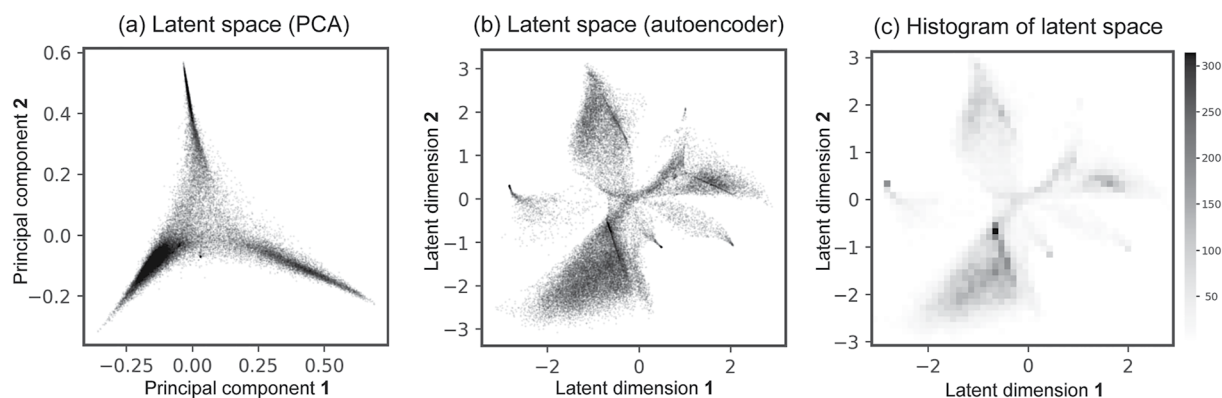 (a) Latent space (PCA)
0.6
0.4
0.2
0.0
−0.2
Principal component 2
−0.25 0.00 0.25 0.50
Principal component 1
(b) Latent space (autoencoder)
3
2
1
0
−1
−2
−3
Latent dimension 2
−2 0 2
Latent dimension 1
(c) Histogram of latent space
3
2
1
0
−1
−2
−3
Latent dimension 2
−2 0 2
Latent dimension 1
300
250
200
150
100
50